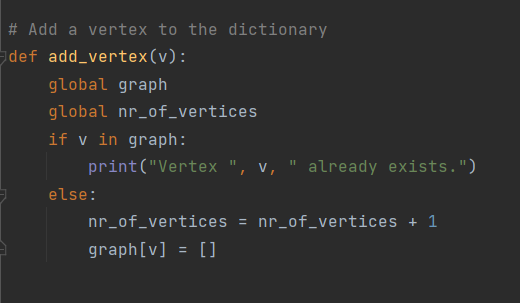 # Add a vertex to the dictionary
def add_vertex(v):
    global graph
    global nr_of_vertices
    if v in graph:
        print("Vertex ", v, " already exists.")
    else:
        nr_of_vertices = nr_of_vertices + 1
        graph[v] = []